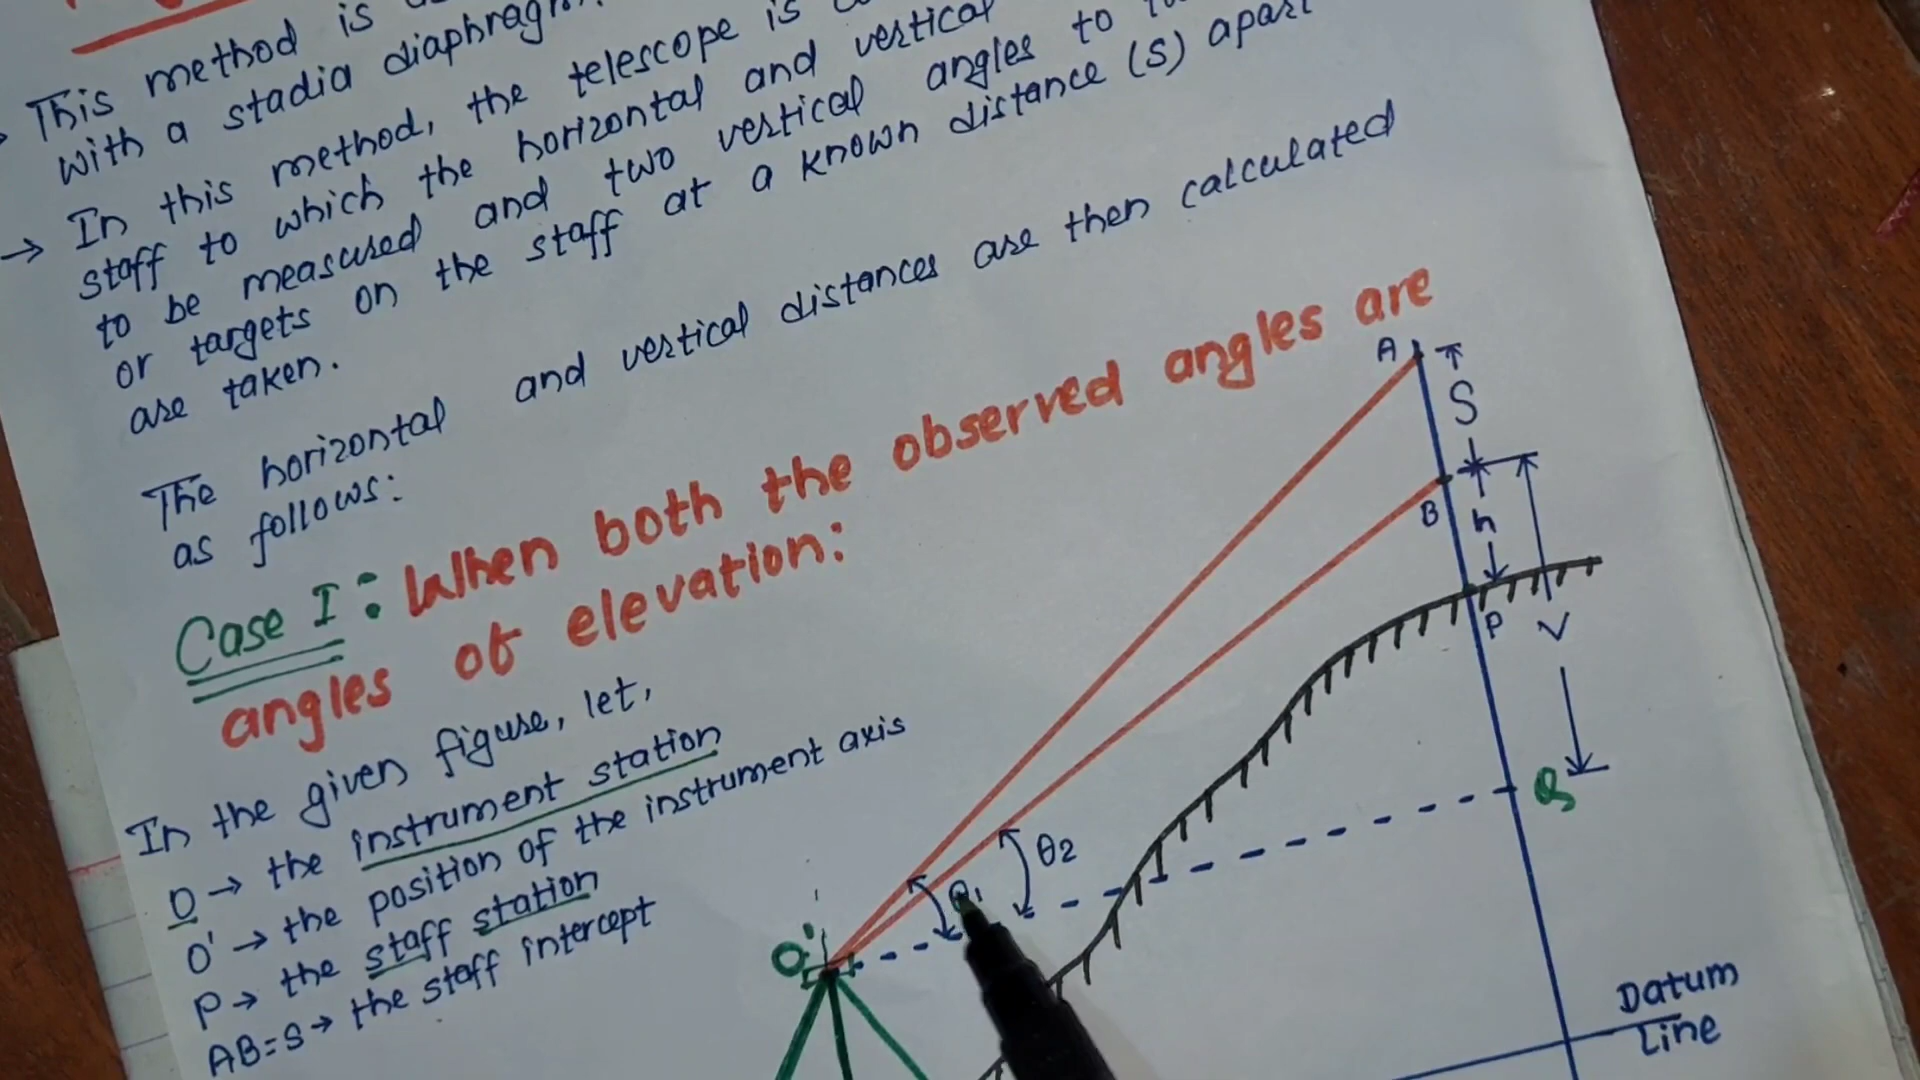 This method is
with a stadia diaphragm.
→ In this method, the telescope is
staff to which the horizontal and vertical
to be measured and two vertical angles to
or targets on the staff at a known distance (S) apart
are taken.
The horizontal and vertical distances are then calculated
as follows:
Case I: When both the observed angles are
angles of elevation:
In the given figure, let,
O → the instrument station
O' → the position of the instrument axis
P → the staff station
AB=S → the staff intercept
A
S
B
h
P
V
Q
θ2
θ1
O'
Datum
Line